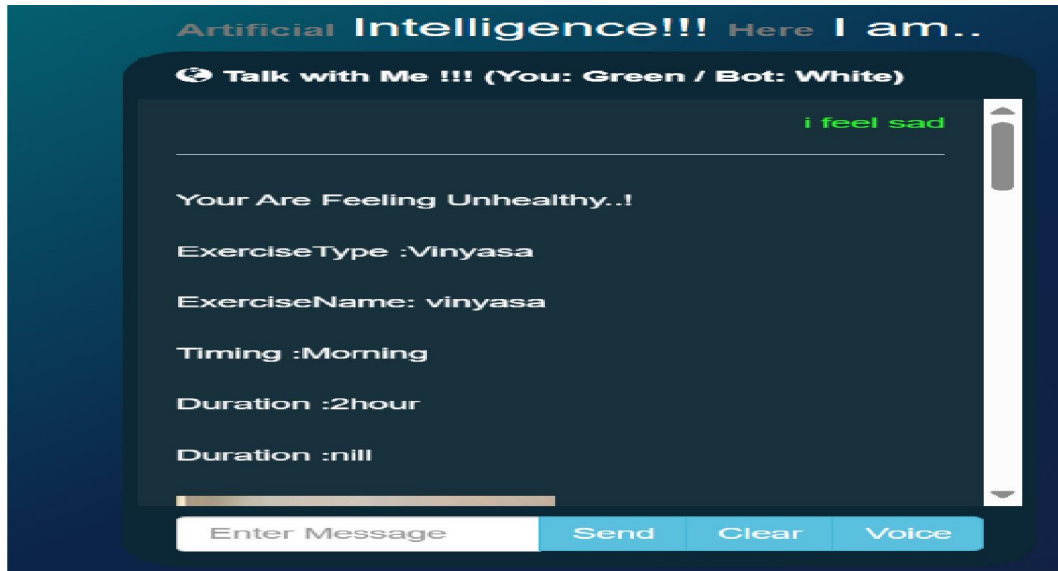 Artificial Intelligence!!! Here I am..
Talk with Me !!! (You: Green / Bot: White)
i feel sad
Your Are Feeling Unhealthy..!
ExerciseType :Vinyasa
ExerciseName: vinyasa
Timing :Morning
Duration :2hour
Duration :nill
Enter Message Send Clear Voice